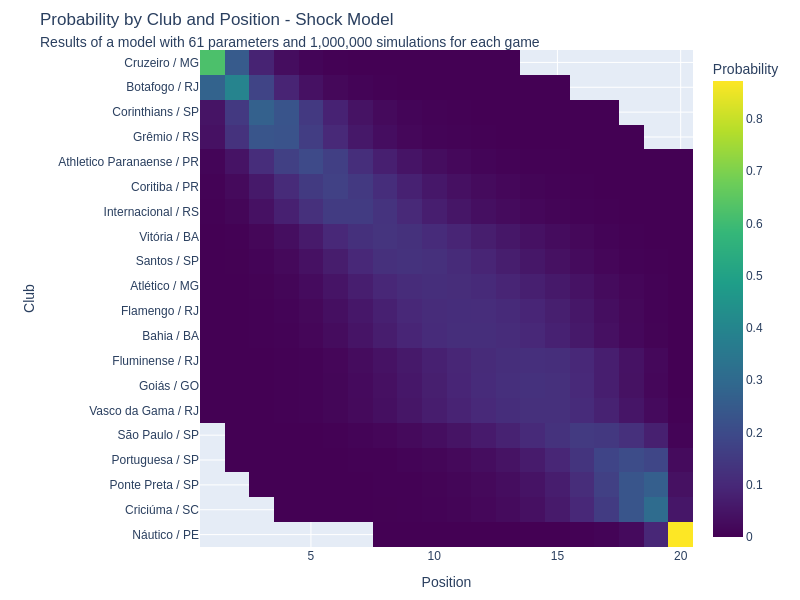 Probability by Club and Position - Shock Model
Results of a model with 61 parameters and 1,000,000 simulations for each game
Club
Cruzeiro / MG
Botafogo / RJ
Corinthians / SP
Grêmio / RS
Athletico Paranaense / PR
Coritiba / PR
Internacional / RS
Vitória / BA
Santos / SP
Atlético / MG
Flamengo / RJ
Bahia / BA
Fluminense / RJ
Goiás / GO
Vasco da Gama / RJ
São Paulo / SP
Portuguesa / SP
Ponte Preta / SP
Criciúma / SC
Náutico / PE
5 10 15 20
Position
Probability
0.8
0.7
0.6
0.5
0.4
0.3
0.2
0.1
0